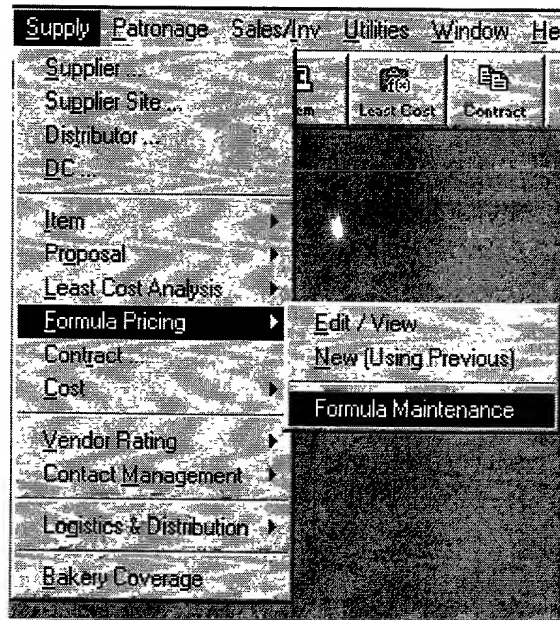 Supply Patronage Sales/Inv Utilities Window He
Supplier ...
Supplier Site ...
Distributor ...
DC ...
em Least Cost Contract
Item
Proposal
Least Cost Analysis
Formula Pricing
Contract ...
Cost
Vendor Rating
Contact Management
Logistics & Distribution
Bakery Coverage
Edit / View
New (Using Previous)
Formula Maintenance